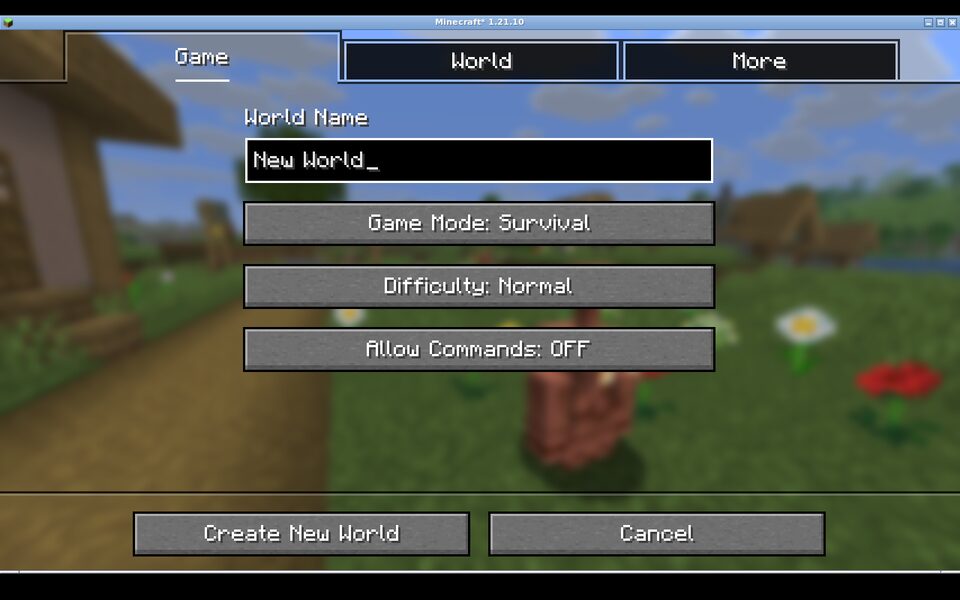 Minecraft* 1.21.10
Game
World
More
World Name
New World_
Game Mode: Survival
Difficulty: Normal
Allow Commands: OFF
Create New World
Cancel